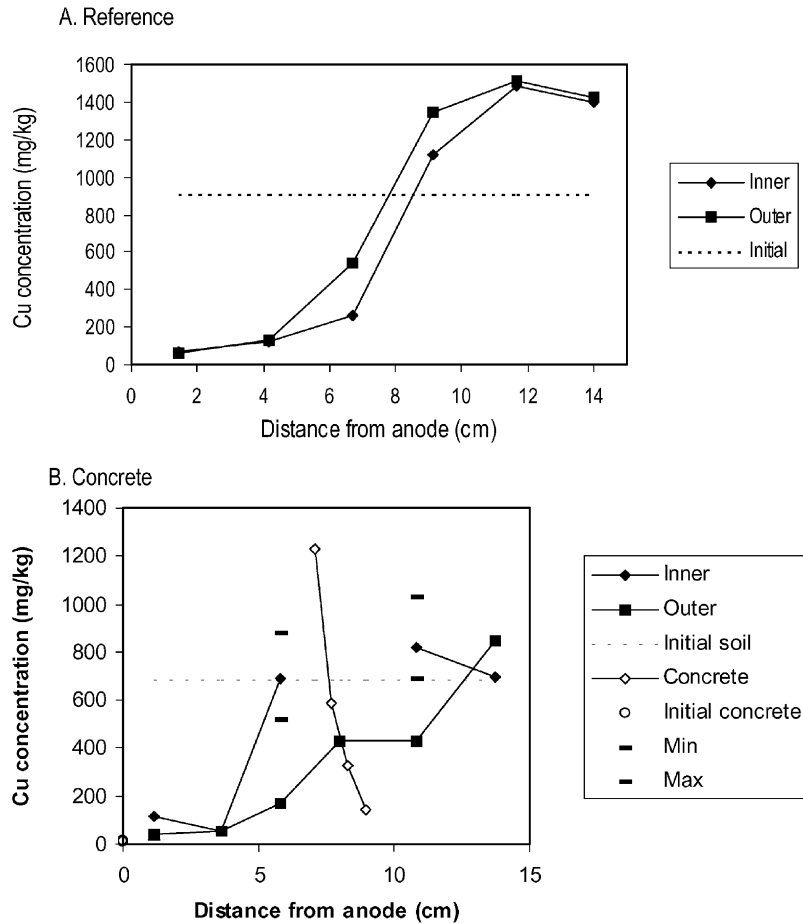 A. Reference
1600
1400
1200
1000
900
800
600
400
200
0
Cu concentration (mg/kg)
0 2 4 6 8 10 12 14
Distance from anode (cm)
Inner
Outer
Initial
B. Concrete
1400
1200
1000
800
600
400
200
0
Cu concentration (mg/kg)
0 5 10 15
Distance from anode (cm)
Inner
Outer
Initial soil
Concrete
Initial concrete
Min
Max